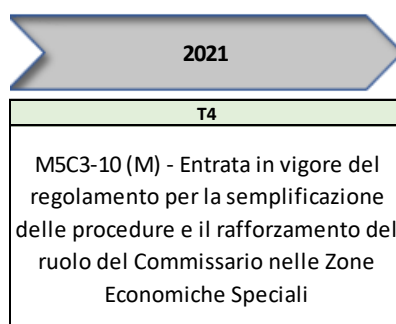 2021
T4
M5C3-10 (M) - Entrata in vigore del
regolamento per la semplificazione
delle procedure e il rafforzamento del
ruolo del Commissario nelle Zone
Economiche Speciali